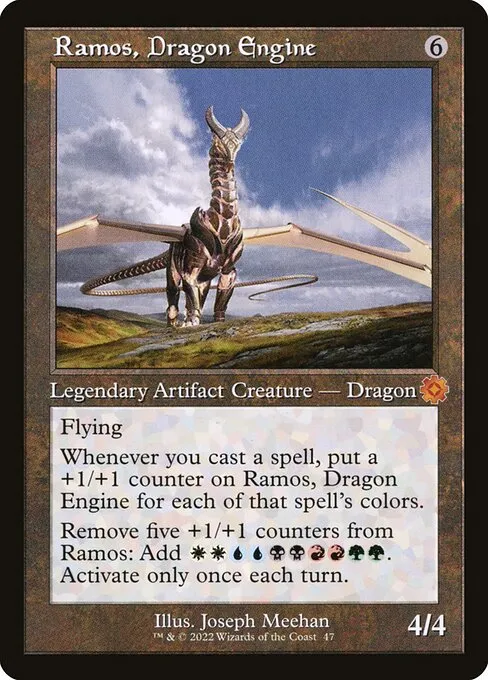 Ramos, Dragon Engine 6
Legendary Artifact Creature — Dragon
Flying
Whenever you cast a spell, put a
+1/+1 counter on Ramos, Dragon
Engine for each of that spell's colors.
Remove five +1/+1 counters from
Ramos: Add .
Activate only once each turn.
Illus. Joseph Meehan
™ & © 2022 Wizards of the Coast 47
4/4